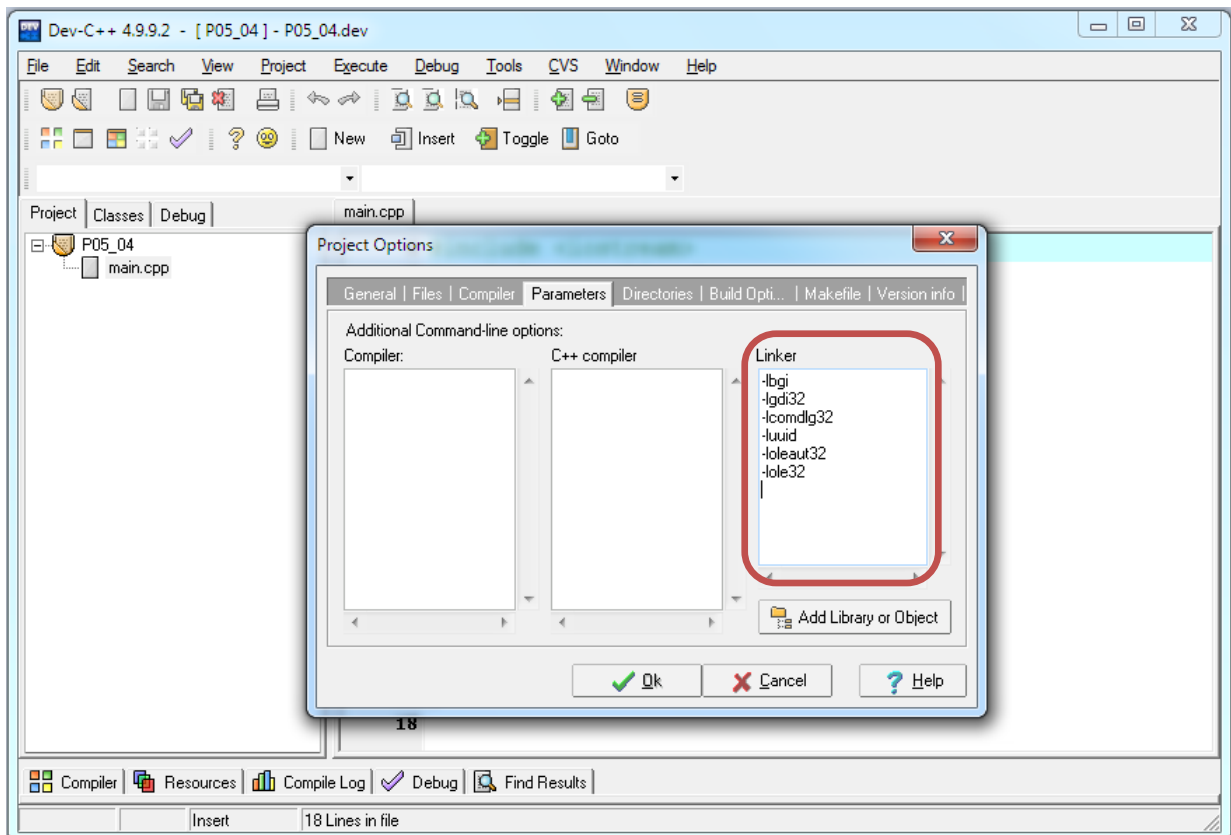 Dev-C++ 4.9.9.2 - [ P05_04 ] - P05_04.dev
File Edit Search View Project Execute Debug Tools CVS Window Help
New Insert Toggle Goto
Project Classes Debug
main.cpp
P05_04
main.cpp
Project Options
General Files Compiler Parameters Directories Build Opti... Makefile Version info
Additional Command-line options:
Compiler: C++ compiler Linker
-lbgi
-lgdi32
-lcomdlg32
-luuid
-loleaut32
-lole32
Add Library or Object
Ok Cancel Help
18
Compiler Resources Compile Log Debug Find Results
Insert 18 Lines in file